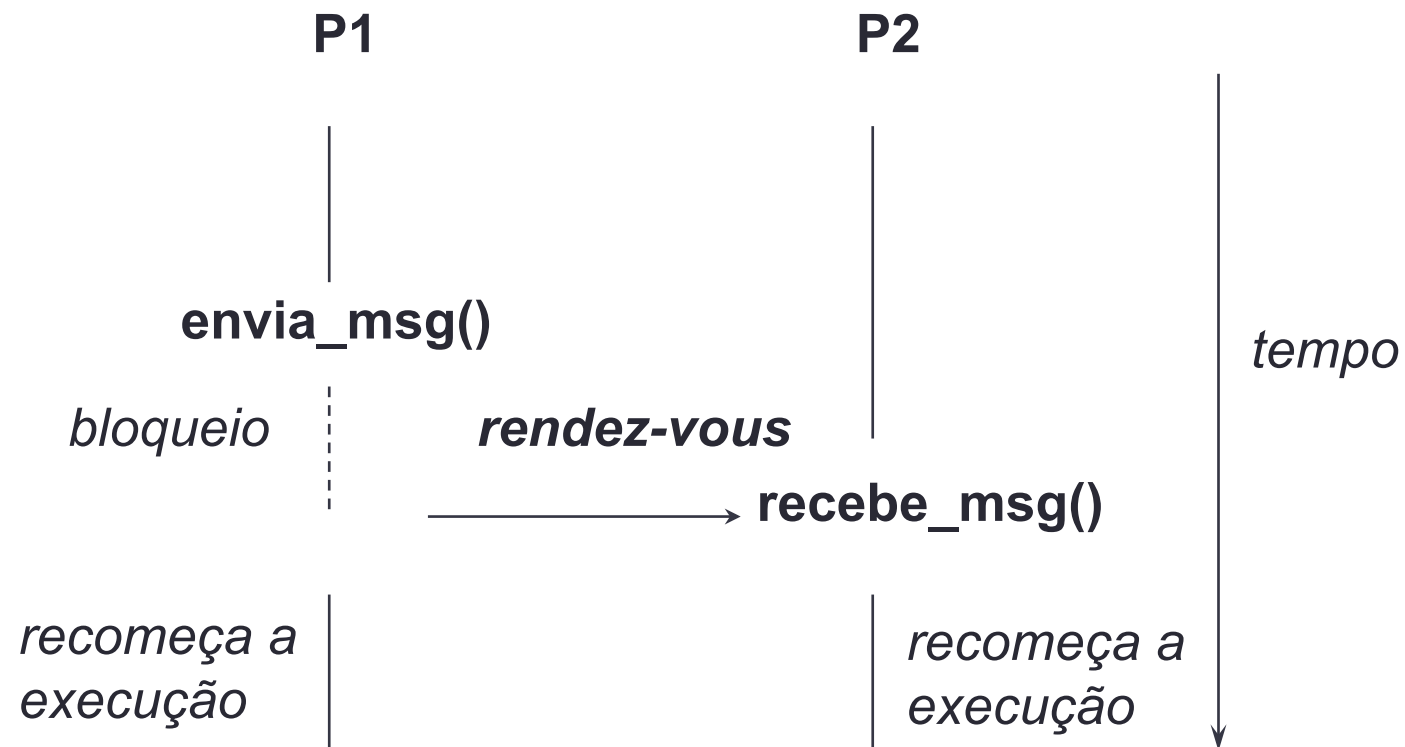 P1
P2
envia_msg()
tempo
bloqueio
rendez-vous
recebe_msg()
recomeça a
execução
recomeça a
execução